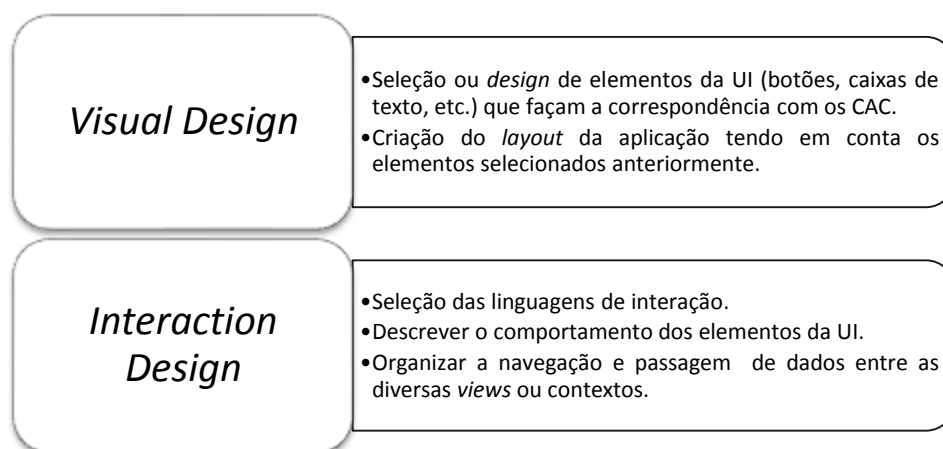 Visual Design
•Seleção ou design de elementos da UI (botões, caixas de
texto, etc.) que façam a correspondência com os CAC.
•Criação do layout da aplicação tendo em conta os
elementos selecionados anteriormente.
Interaction
Design
•Seleção das linguagens de interação.
•Descrever o comportamento dos elementos da UI.
•Organizar a navegação e passagem de dados entre as
diversas views ou contextos.